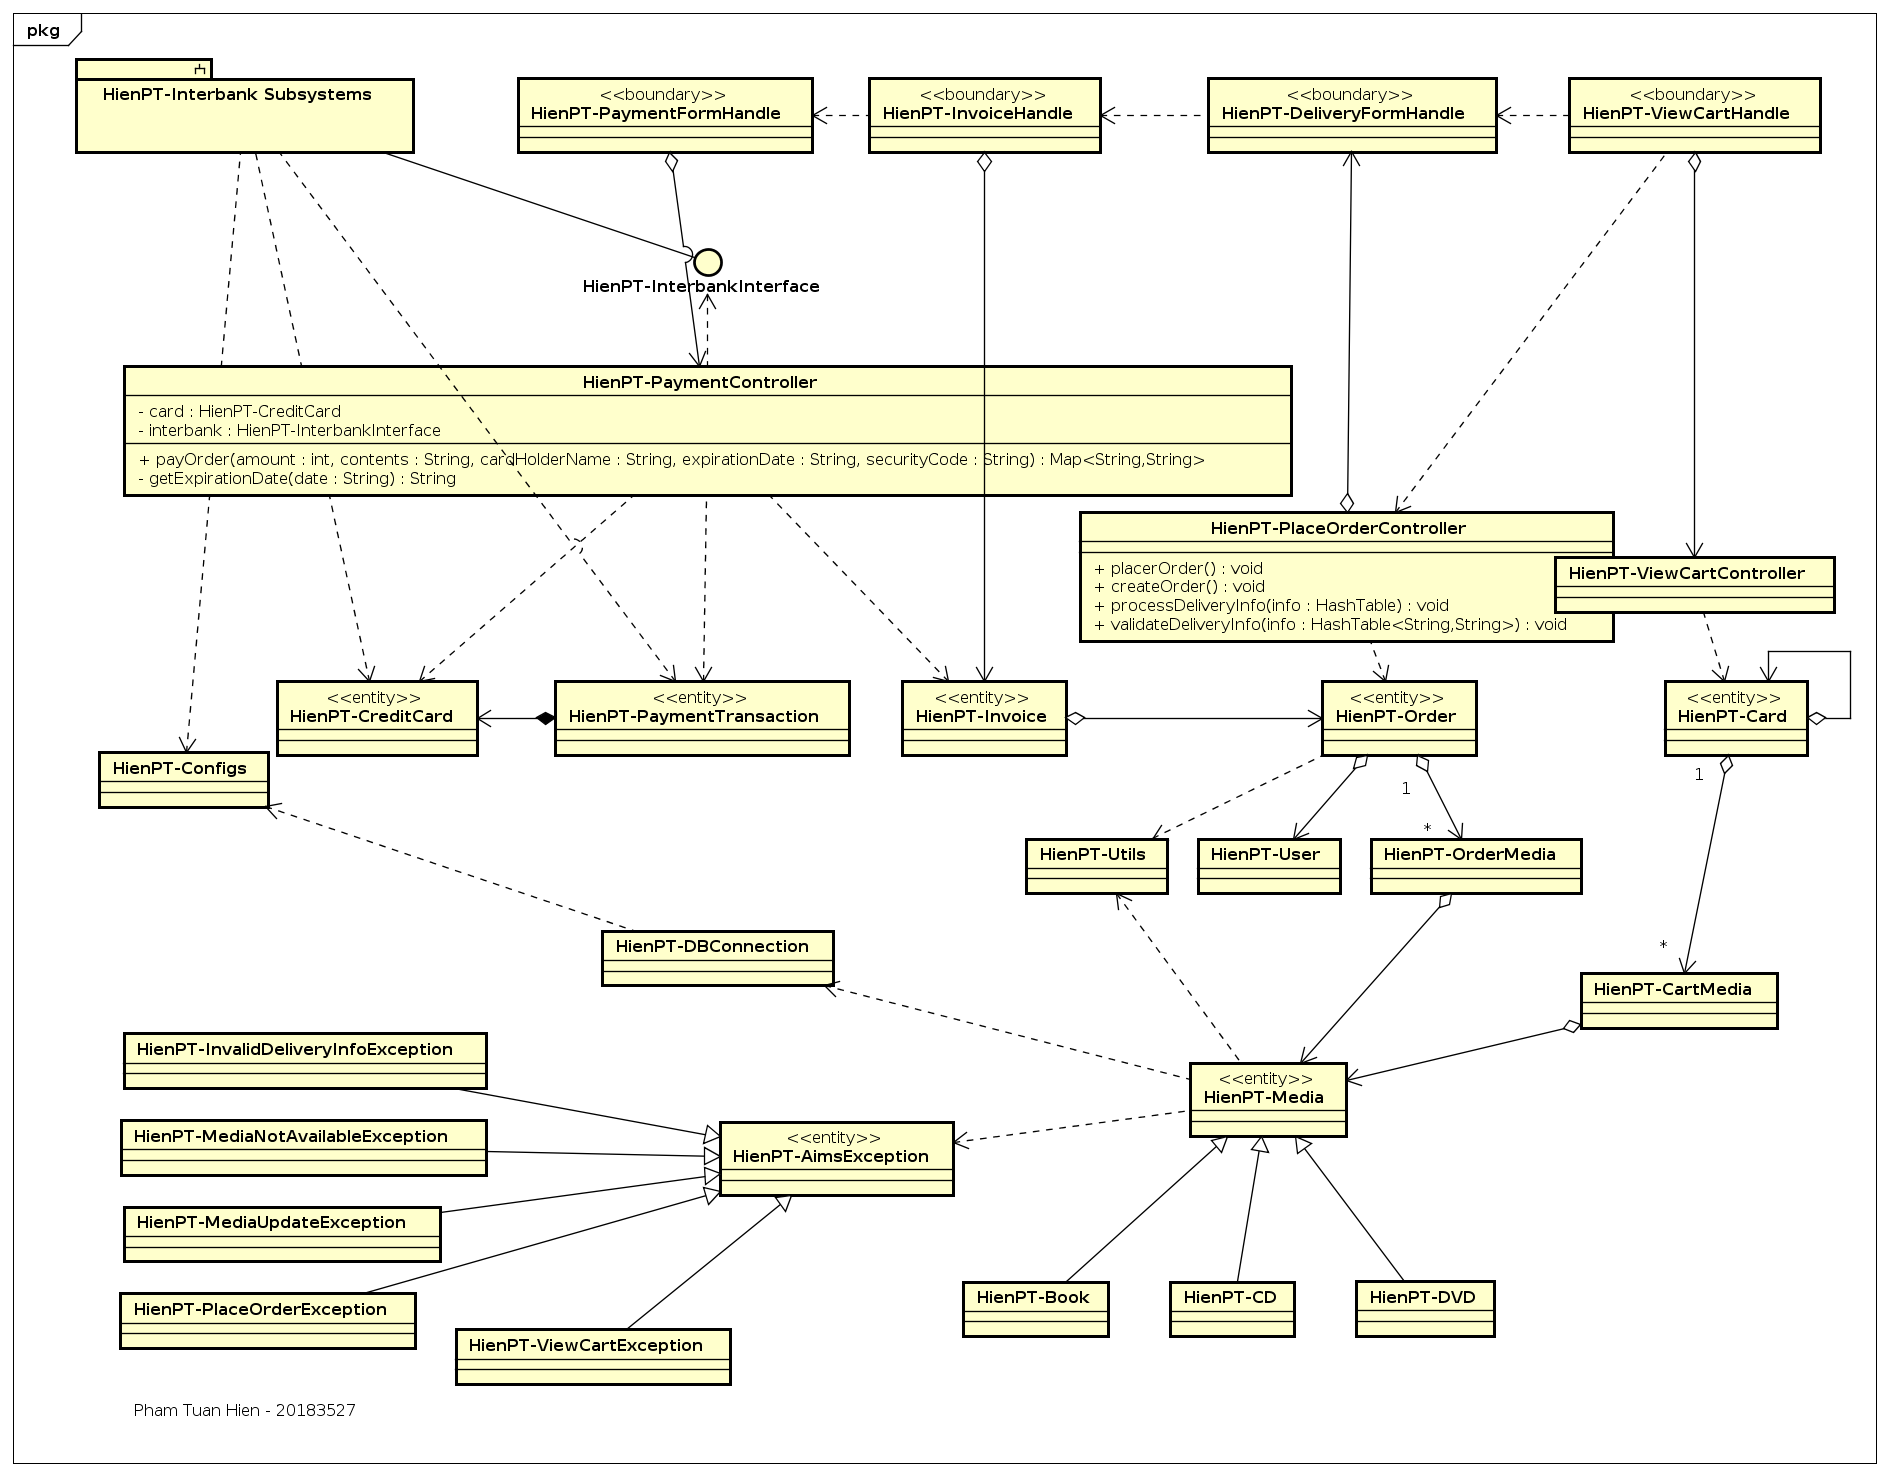 pkg
HienPT-Interbank Subsystems
<<boundary>>
HienPT-PaymentFormHandle
<<boundary>>
HienPT-InvoiceHandle
<<boundary>>
HienPT-DeliveryFormHandle
<<boundary>>
HienPT-ViewCartHandle
HienPT-InterbankInterface
HienPT-PaymentController
- card : HienPT-CreditCard
- interbank : HienPT-InterbankInterface
+ payOrder(amount : int, contents : String, cardHolderName : String, expirationDate : String, securityCode : String) : Map<String,String>
- getExpirationDate(date : String) : String
HienPT-PlaceOrderController
+ placerOrder() : void
+ createOrder() : void
+ processDeliveryInfo(info : HashTable) : void
+ validateDeliveryInfo(info : HashTable<String,String>) : void
HienPT-ViewCartController
<<entity>>
HienPT-CreditCard
<<entity>>
HienPT-PaymentTransaction
<<entity>>
HienPT-Invoice
<<entity>>
HienPT-Order
<<entity>>
HienPT-Card
HienPT-Configs
1
*
1
*
HienPT-Utils
HienPT-User
HienPT-OrderMedia
HienPT-DBConnection
HienPT-CartMedia
HienPT-InvalidDeliveryInfoException
HienPT-MediaNotAvailableException
HienPT-MediaUpdateException
HienPT-PlaceOrderException
HienPT-ViewCartException
<<entity>>
HienPT-AimsException
<<entity>>
HienPT-Media
HienPT-Book
HienPT-CD
HienPT-DVD
Pham Tuan Hien - 20183527